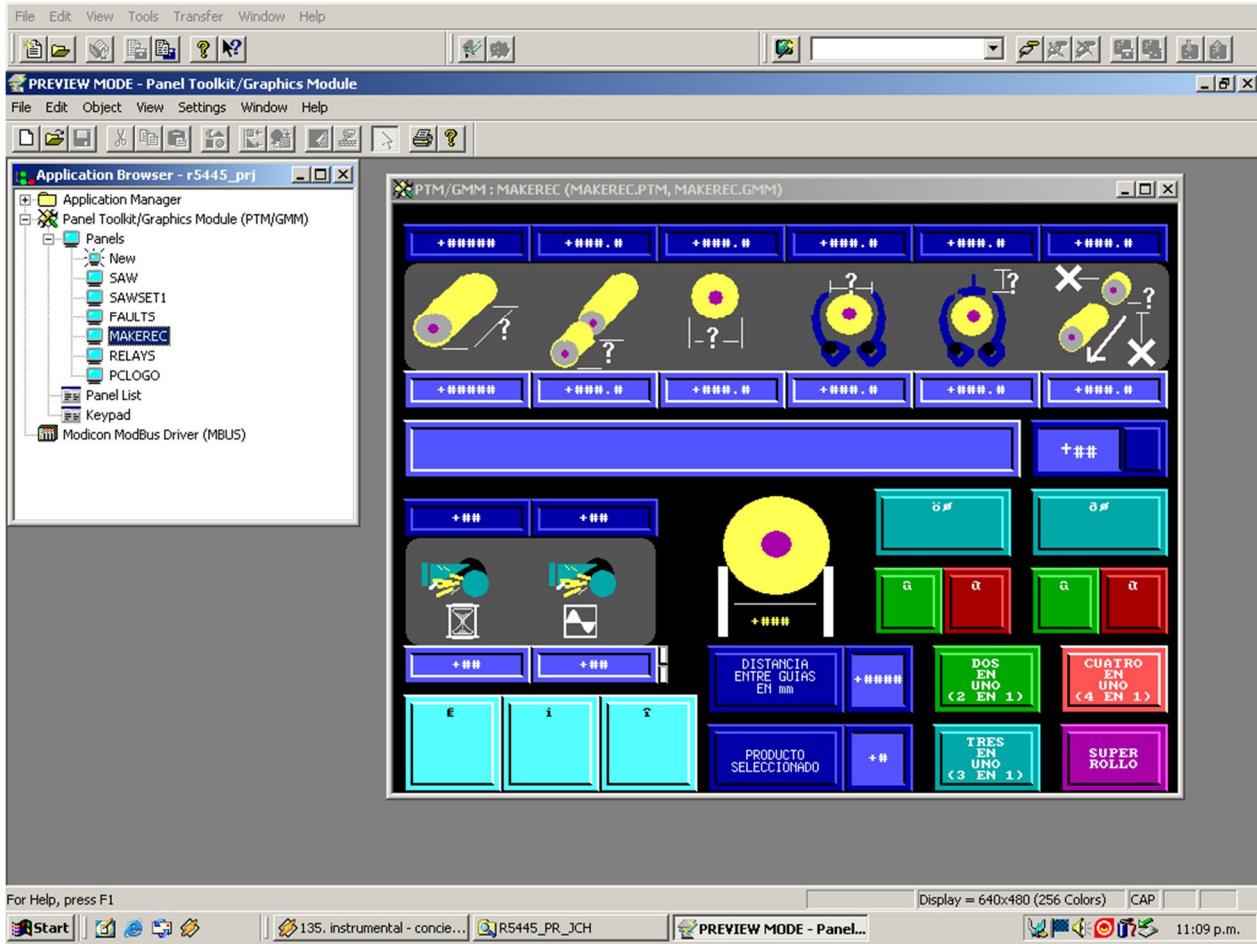 File Edit View Tools Transfer Window Help
PREVIEW MODE - Panel Toolkit/Graphics Module
File Edit Object View Settings Window Help
Application Browser - r5445_prj
Application Manager
Panel Toolkit/Graphics Module (PTM/GMM)
Panels
New
SAW
SAWSET1
FAULTS
MAKEREC
RELAYS
PCLOGO
Panel List
Keypad
Modicon ModBus Driver (MBUS)
PTM/GMM : MAKEREC (MAKEREC.PTM, MAKEREC.GMM)
+##### +###.# +###.# +###.# +###.# +###.#
? ? -?- ? ? ?
+##### +###.# +###.# +###.# +###.# +###.#
+##
+## +##
öø ðø
+###
+## +##
DISTANCIA
ENTRE GUIAS
EN mm
+####
DOS
EN
UNO
(2 EN 1)
CUATRO
EN
UNO
(4 EN 1)
PRODUCTO
SELECCIONADO
+#
TRES
EN
UNO
(3 EN 1)
SUPER
ROLLO
For Help, press F1
Display = 640x480 (256 Colors) CAP
Start
135. instrumental - concie...
R5445_PR_JCH
PREVIEW MODE - Panel...
11:09 p.m.